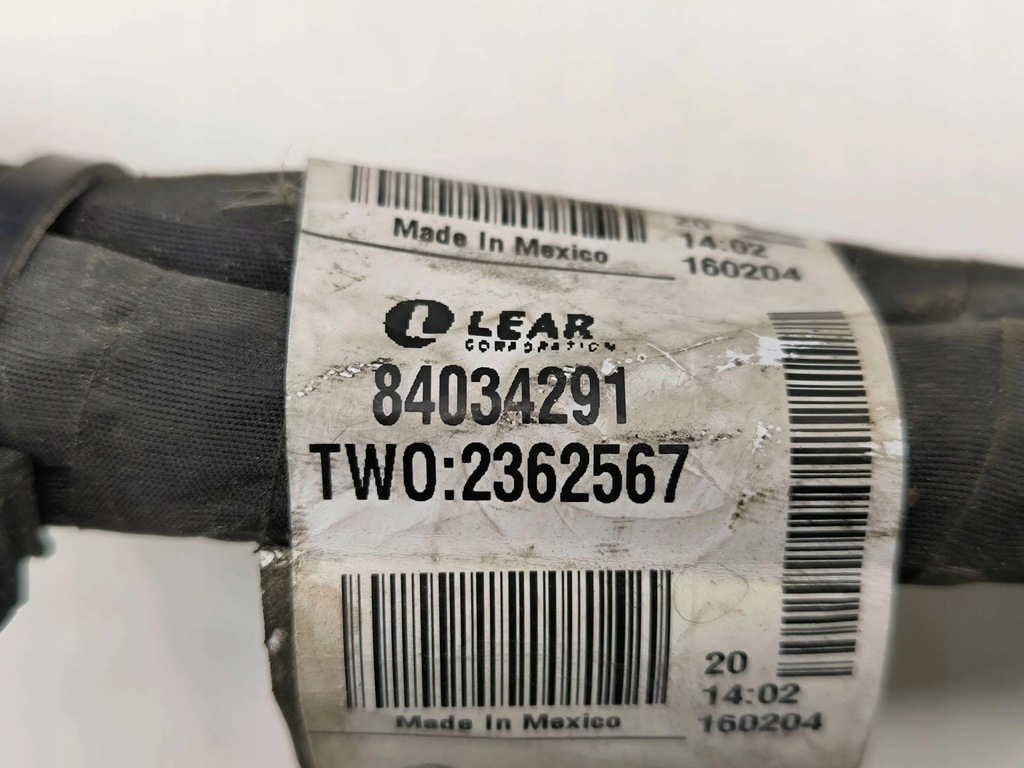 Made In Mexico
20
14:02
160204
LEAR
CORPORATION
84034291
TWO:2362567
20
14:02
160204
Made In Mexico